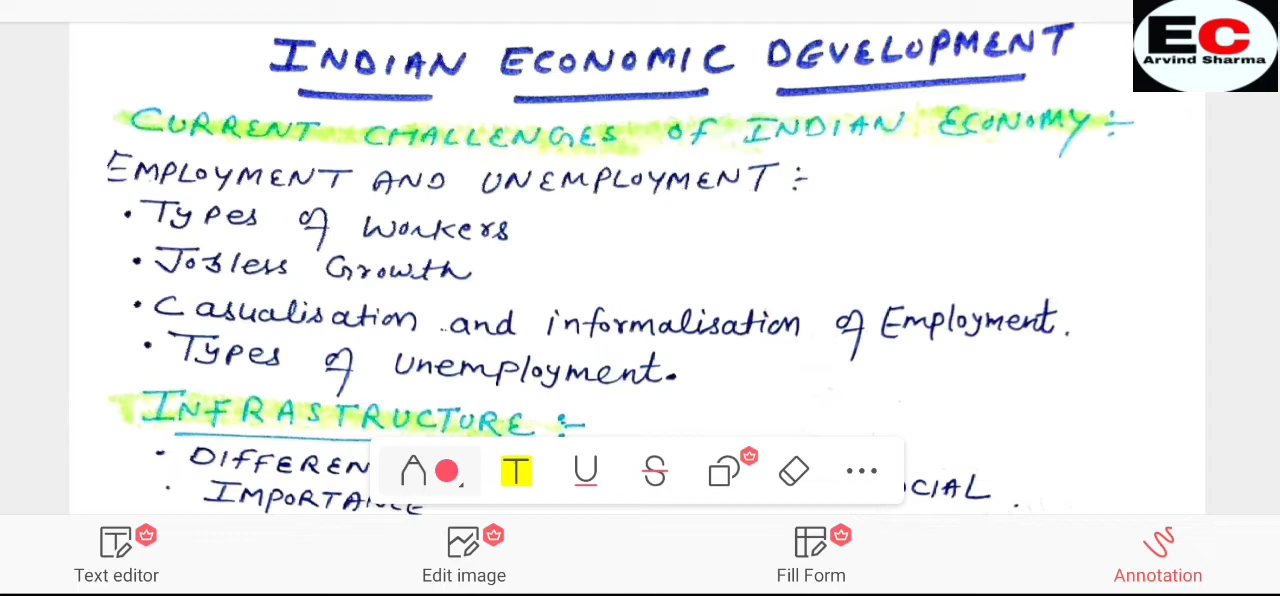 INDIAN ECONOMIC DEVELOPMENT
EC
Arvind Sharma
CURRENT CHALLENGES of INDIAN ECONOMY :-
EMPLOYMENT AND UNEMPLOYMENT :-
• Types of Workers
• Jobless Growth
• Casualisation and informalisation of Employment.
• Types of Unemployment.
INFRASTRUCTURE :-
• DIFFEREN
• IMPORTANCE OCIAL
T U S
Text editor Edit image Fill Form Annotation